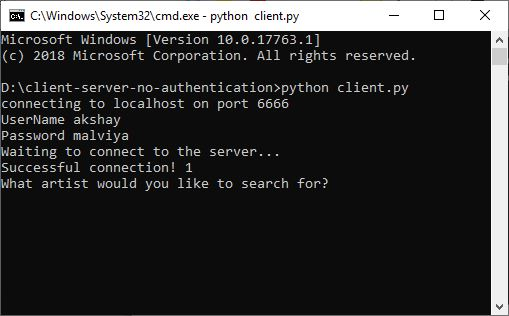 C:\Windows\System32\cmd.exe - python  client.py
Microsoft Windows [Version 10.0.17763.1]
(c) 2018 Microsoft Corporation. All rights reserved.
D:\client-server-no-authentication>python client.py
connecting to localhost on port 6666
UserName akshay
Password malviya
Waiting to connect to the server...
Successful connection! 1
What artist would you like to search for?